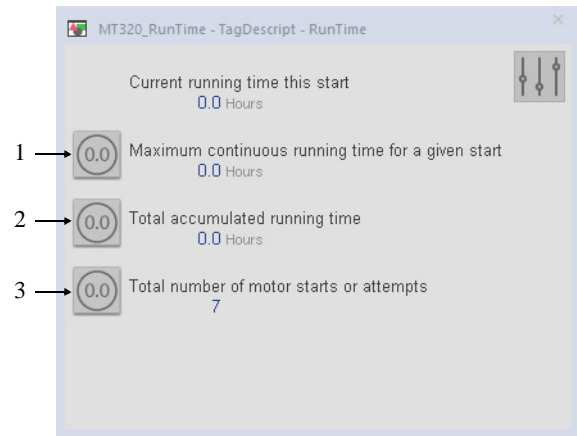 MT320_RunTime - TagDescript - RunTime
Current running time this start
0.0 Hours
1 0.0 Maximum continuous running time for a given start
0.0 Hours
2 0.0 Total accumulated running time
0.0 Hours
3 0.0 Total number of motor starts or attempts
7